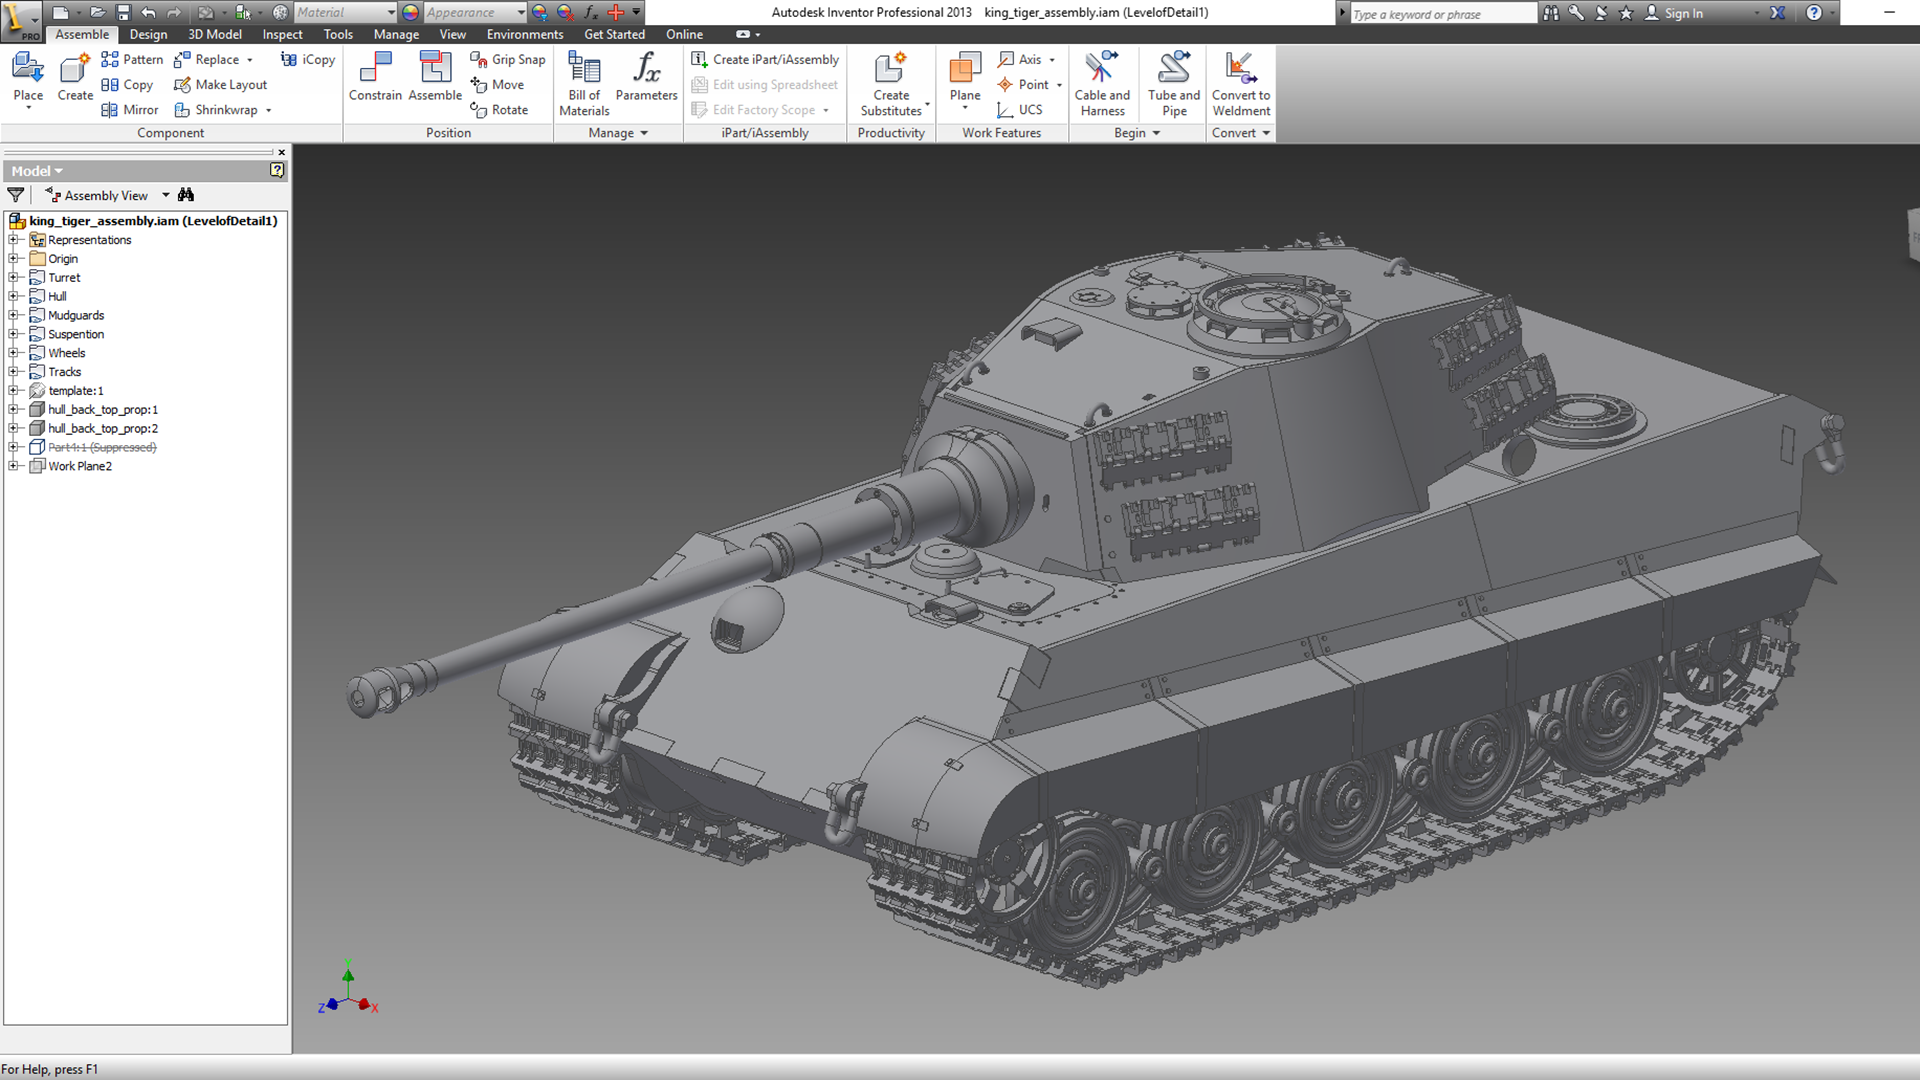 PRO
Material
Appearance
Autodesk Inventor Professional 2013 king_tiger_assembly.iam (LevelofDetail1)
Type a keyword or phrase
Sign In
Assemble Design 3D Model Inspect Tools Manage View Environments Get Started Online
Place
Create
Pattern
Copy
Mirror
Replace
Make Layout
Shrinkwrap
iCopy
Component
Constrain
Assemble
Grip Snap
Move
Rotate
Position
Bill of
Materials
Parameters
Manage
Create iPart/iAssembly
Edit using Spreadsheet
Edit Factory Scope
iPart/iAssembly
Create
Substitutes
Productivity
Plane
Axis
Point
UCS
Work Features
Cable and
Harness
Tube and
Pipe
Begin
Convert to
Weldment
Convert
Model
Assembly View
king_tiger_assembly.iam (LevelofDetail1)
Representations
Origin
Turret
Hull
Mudguards
Suspention
Wheels
Tracks
template:1
hull_back_top_prop:1
hull_back_top_prop:2
Part4:1 (Suppressed)
Work Plane2
Y
Z
X
For Help, press F1